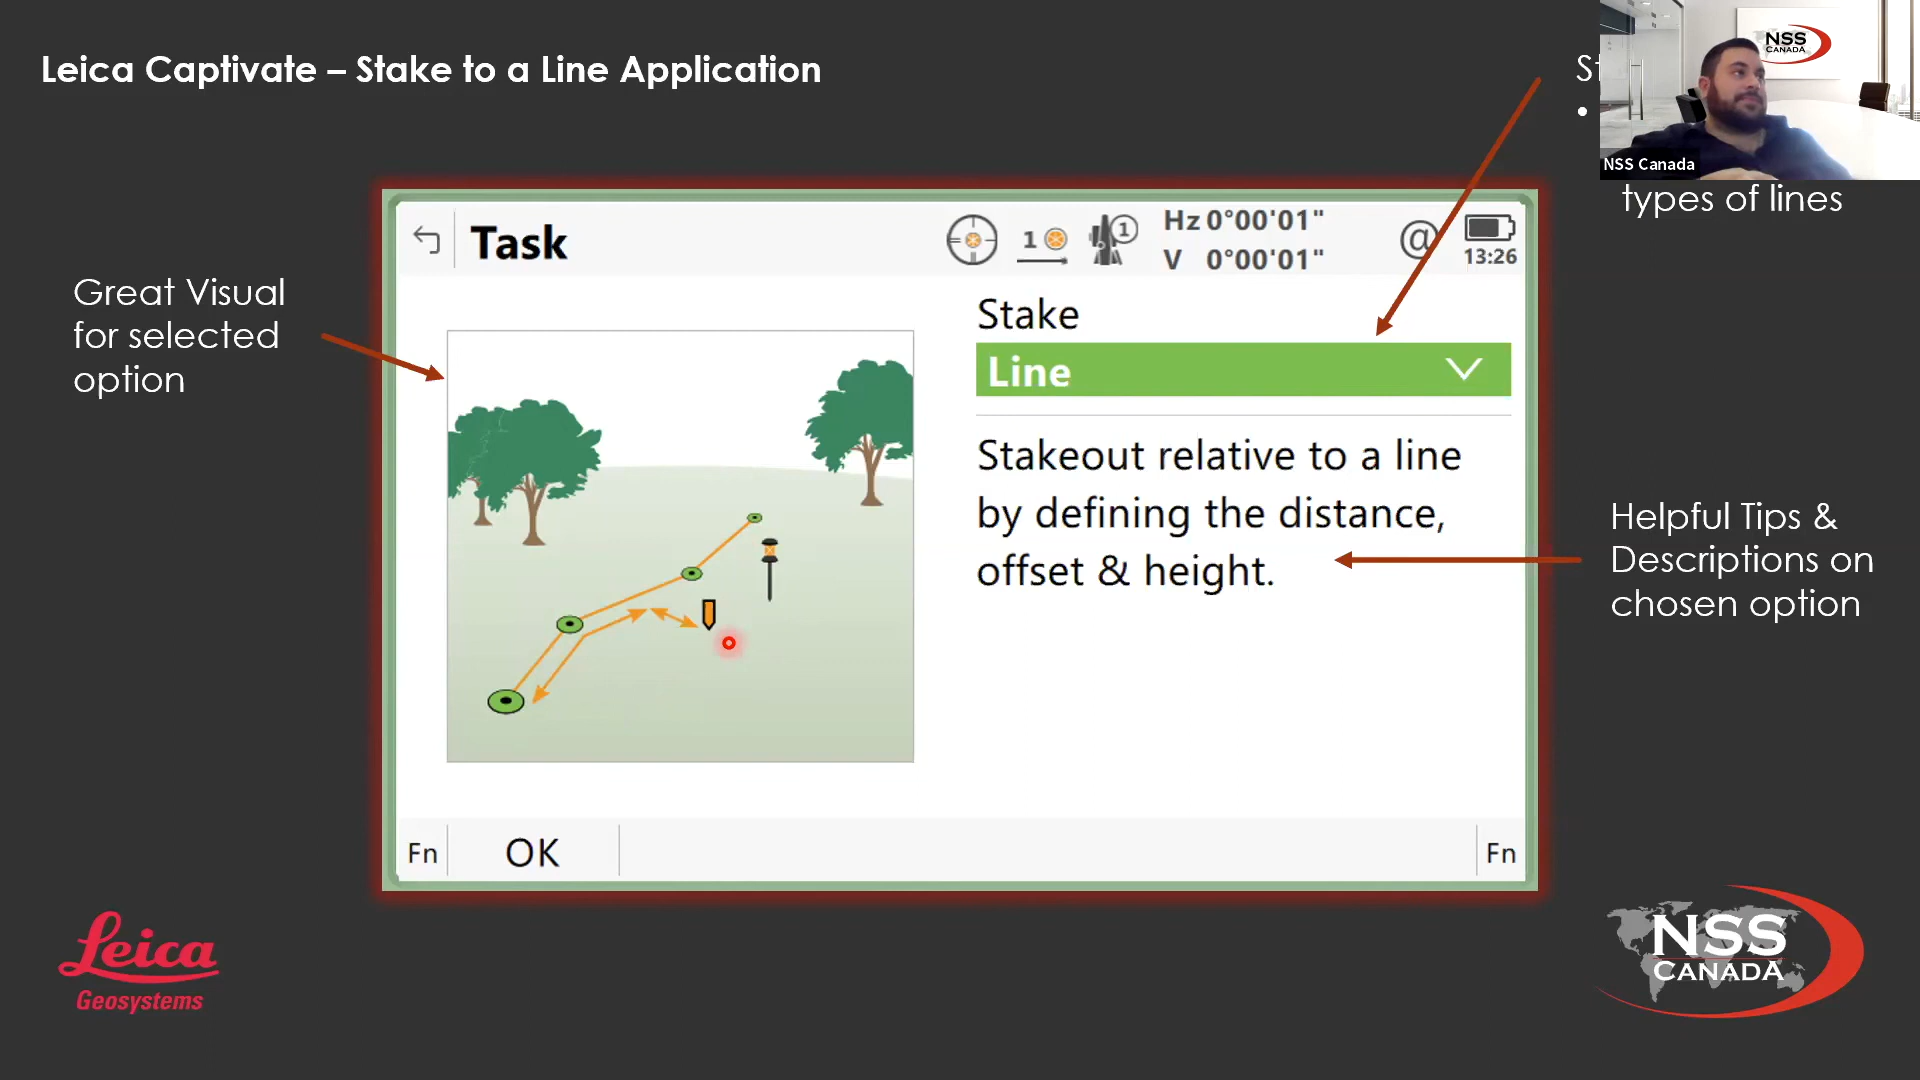 Leica Captivate – Stake to a Line Application
NSS
CANADA
NSS Canada
types of lines
Great Visual
for selected
option
Task
1
1
Hz 0°00'01"
V 0°00'01"
@
13:26
Stake
Line
Stakeout relative to a line
by defining the distance,
offset & height.
Helpful Tips &
Descriptions on
chosen option
Fn
OK
Fn
Leica
Geosystems
NSS
CANADA